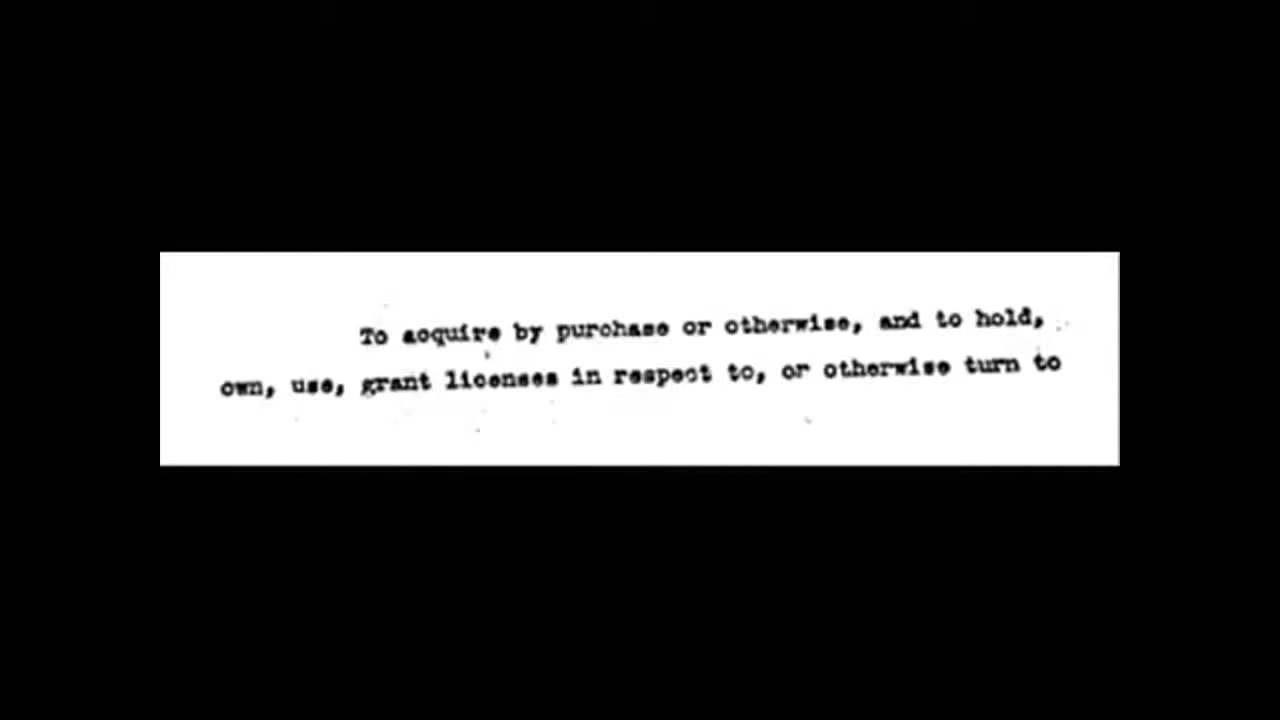 To acquire by purchase or otherwise, and to hold,
own, use, grant licenses in respect to, or otherwise turn to